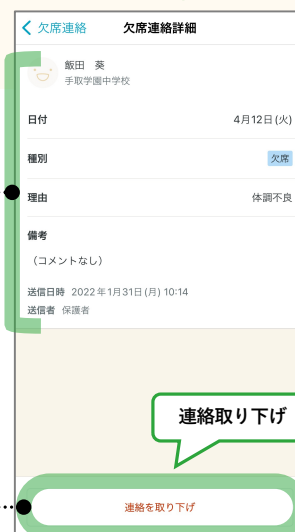 欠席連絡 欠席連絡詳細
飯田 葵
手取学園中学校
日付 4月12日(火)
種別 欠席
理由 体調不良
備考
(コメントなし)
送信日時 2022年1月31日(月) 10:14
送信者 保護者
連絡取り下げ
連絡を取り下げ